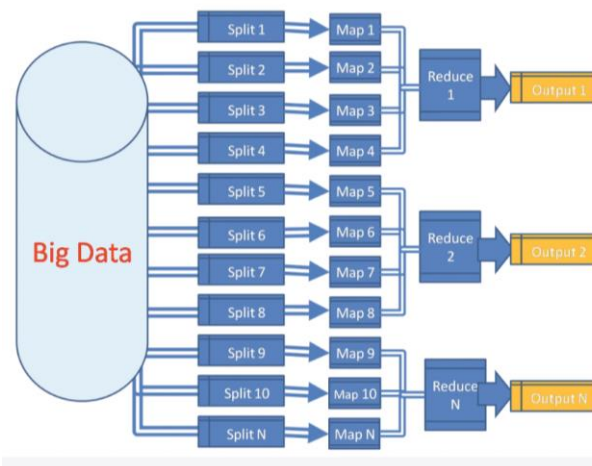 Big Data
Split 1
Map 1
Split 2
Map 2
Split 3
Map 3
Split 4
Map 4
Reduce
1
Output 1
Split 5
Map 5
Split 6
Map 6
Split 7
Map 7
Split 8
Map 8
Reduce
2
Output 2
Split 9
Map 9
Split 10
Map 10
Split N
Map N
Reduce
N
Output N